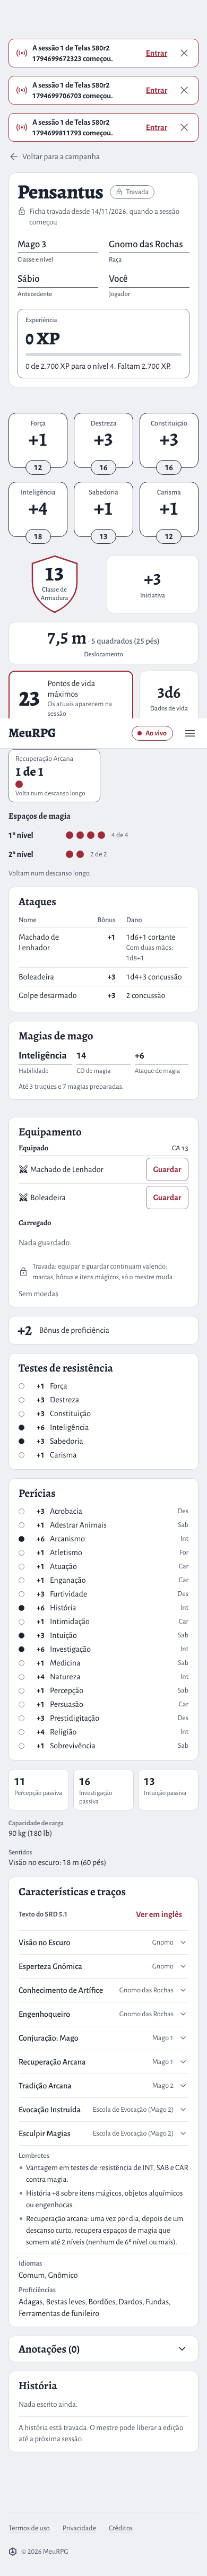 A sessão 1 de Telas 580r2
1794699672323 começou.
Entrar
A sessão 1 de Telas 580r2
1794699706703 começou.
Entrar
A sessão 1 de Telas 580r2
1794699811793 começou.
Entrar
Voltar para a campanha
Pensantus
Travada
Ficha travada desde 14/11/2026, quando a sessão
começou
Mago 3
Gnomo das Rochas
Classe e nível
Raça
Sábio
Você
Antecedente
Jogador
Experiência
0 XP
0 de 2.700 XP para o nível 4. Faltam 2.700 XP.
Força
Destreza
Constituição
+1
+3
+3
12
16
16
Inteligência
Sabedoria
Carisma
+4
+1
+1
18
13
12
13
Classe de
Armadura
+3
Iniciativa
7,5 m · 5 quadrados (25 pés)
Deslocamento
23
Pontos de vida
máximos
Os atuais aparecem na
sessão
3d6
Dados de vida
MeuRPG
Ao vivo
Recuperação Arcana
1 de 1
Volta num descanso longo
Espaços de magia
1º nível
4 de 4
2º nível
2 de 2
Voltam num descanso longo.
Ataques
Nome
Bônus
Dano
Machado de
Lenhador
+1
1d6+1 cortante
Com duas mãos:
1d8+1
Boleadeira
+3
1d4+3 concussão
Golpe desarmado
+3
2 concussão
Magias de mago
Inteligência
14
+6
Habilidade
CD de magia
Ataque de magia
Até 3 truques e 7 magias preparadas.
Equipamento
Equipado
CA 13
Machado de Lenhador
Guardar
Boleadeira
Guardar
Carregado
Nada guardado.
Travada: equipar e guardar continuam valendo;
marcas, bônus e itens mágicos, só o mestre muda.
Sem moedas
+2
Bônus de proficiência
Testes de resistência
+1 Força
+3 Destreza
+3 Constituição
+6 Inteligência
+3 Sabedoria
+1 Carisma
Perícias
+3 Acrobacia Des
+1 Adestrar Animais Sab
+6 Arcanismo Int
+1 Atletismo For
+1 Atuação Car
+1 Enganação Car
+3 Furtividade Des
+6 História Int
+1 Intimidação Car
+3 Intuição Sab
+6 Investigação Int
+1 Medicina Sab
+4 Natureza Int
+1 Percepção Sab
+1 Persuasão Car
+3 Prestidigitação Des
+4 Religião Int
+1 Sobrevivência Sab
11
16
13
Percepção passiva
Investigação
passiva
Intuição passiva
Capacidade de carga
90 kg (180 lb)
Sentidos
Visão no escuro: 18 m (60 pés)
Características e traços
Texto do SRD 5.1
Ver em inglês
Visão no Escuro
Gnomo
Esperteza Gnômica
Gnomo
Conhecimento de Artífice
Gnomo das Rochas
Engenhoqueiro
Gnomo das Rochas
Conjuração: Mago
Mago 1
Recuperação Arcana
Mago 1
Tradição Arcana
Mago 2
Evocação Instruída
Escola de Evocação (Mago 2)
Esculpir Magias
Escola de Evocação (Mago 2)
Lembretes
Vantagem em testes de resistência de INT, SAB e CAR
contra magia.
História +8 sobre itens mágicos, objetos alquímicos
ou engenhocas.
Recuperação arcana: uma vez por dia, depois de um
descanso curto, recupera espaços de magia que
somem até 2 níveis (nenhum de 6º nível ou mais).
Idiomas
Comum, Gnômico
Proficiências
Adagas, Bestas leves, Bordões, Dardos, Fundas,
Ferramentas de funileiro
Anotações (0)
História
Nada escrito ainda.
A história está travada. O mestre pode liberar a edição
até a próxima sessão.
Termos de uso
Privacidade
Créditos
© 2026 MeuRPG